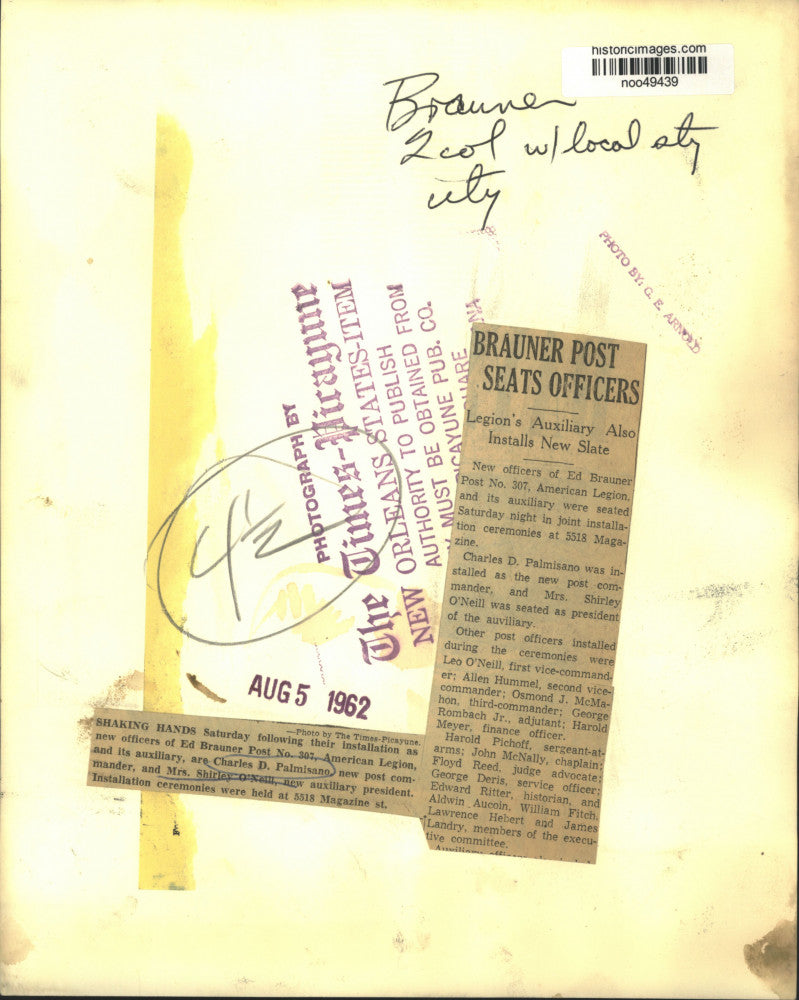 historicimages.com
noo49439
Brauner
2col w/ local sty
city
PHOTO BY: G. E. ARNOLD
PHOTOGRAPH BY
The Times-Picayune
NEW ORLEANS STATES-ITEM
AUTHORITY TO PUBLISH
MUST BE OBTAINED FROM
PICAYUNE PUB. CO.
4 1/2
AUG 5 1962
BRAUNER POST
SEATS OFFICERS
Legion's Auxiliary Also
Installs New Slate
New officers of Ed Brauner
Post No. 307, American Legion,
and its auxiliary were seated
Saturday night in joint installa-
tion ceremonies at 5518 Maga-
zine.
Charles D. Palmisano was in-
stalled as the new post com-
mander, and Mrs. Shirley
O'Neill was seated as president
of the auviliary.
Other post officers installed
during the ceremonies were
Leo O'Neill, first vice-command-
er; Allen Hummel, second vice-
commander; Osmond J. McMa-
hon, third-commander; George
Rombach Jr., adjutant; Harold
Meyer, finance officer.
Harold Pichoff, sergeant-at-
arms; John McNally, chaplain;
Floyd Reed, judge advocate;
George Deris, service officer;
Edward Ritter, historian, and
Aldwin Aucoin, William Fitch,
Lawrence Hebert and James
Landry, members of the execu-
tive committee.
—Photo by The Times-Picayune.
SHAKING HANDS Saturday following their installation as
new officers of Ed Brauner Post No. 307, American Legion,
and its auxiliary, are Charles D. Palmisano, new post com-
mander, and Mrs. Shirley O'Neill, new auxiliary president.
Installation ceremonies were held at 5518 Magazine st.